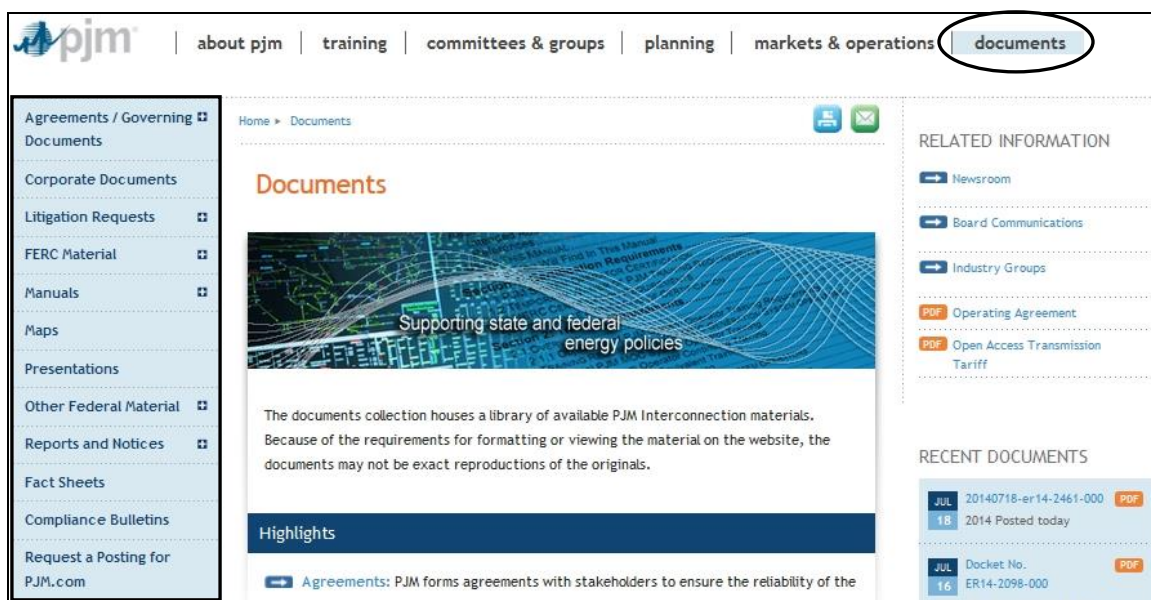 pjm
about pjm | training | committees & groups | planning | markets & operations | documents
Agreements / Governing
Documents
Corporate Documents
Litigation Requests
FERC Material
Manuals
Maps
Presentations
Other Federal Material
Reports and Notices
Fact Sheets
Compliance Bulletins
Request a Posting for
PJM.com
Home ▸ Documents
Documents
Supporting state and federal
energy policies
The documents collection houses a library of available PJM Interconnection materials.
Because of the requirements for formatting or viewing the material on the website, the
documents may not be exact reproductions of the originals.
Highlights
Agreements: PJM forms agreements with stakeholders to ensure the reliability of the
RELATED INFORMATION
Newsroom
Board Communications
Industry Groups
PDF Operating Agreement
PDF Open Access Transmission
Tariff
RECENT DOCUMENTS
JUL 20140718-er14-2461-000 PDF
18 2014 Posted today
JUL Docket No. PDF
16 ER14-2098-000